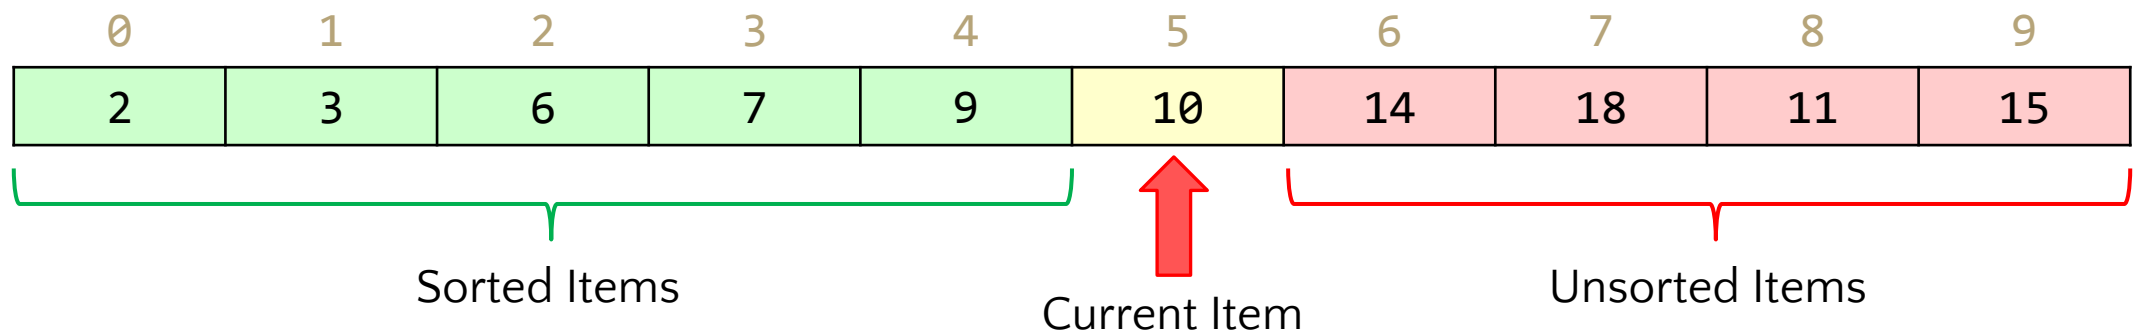 0 1 2 3 4 5 6 7 8 9
2 3 6 7 9 10 14 18 11 15
Sorted Items
Current Item
Unsorted Items